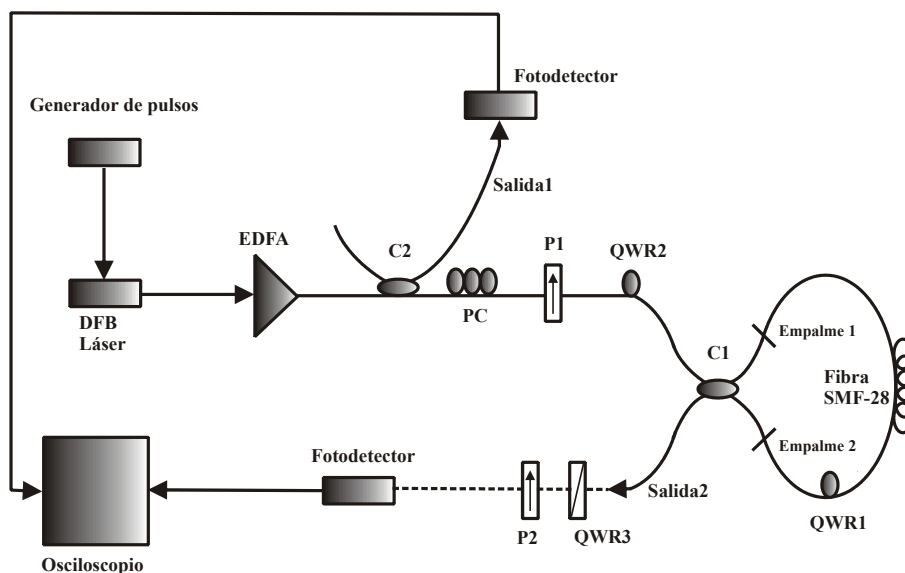 Fotodetector
Generador de pulsos
Salida1
EDFA
C2
P1
QWR2
DFB
Láser
PC
C1
Empalme 1
Fibra
SMF-28
Empalme 2
Fotodetector
Salida2
QWR1
P2
QWR3
Osciloscopio